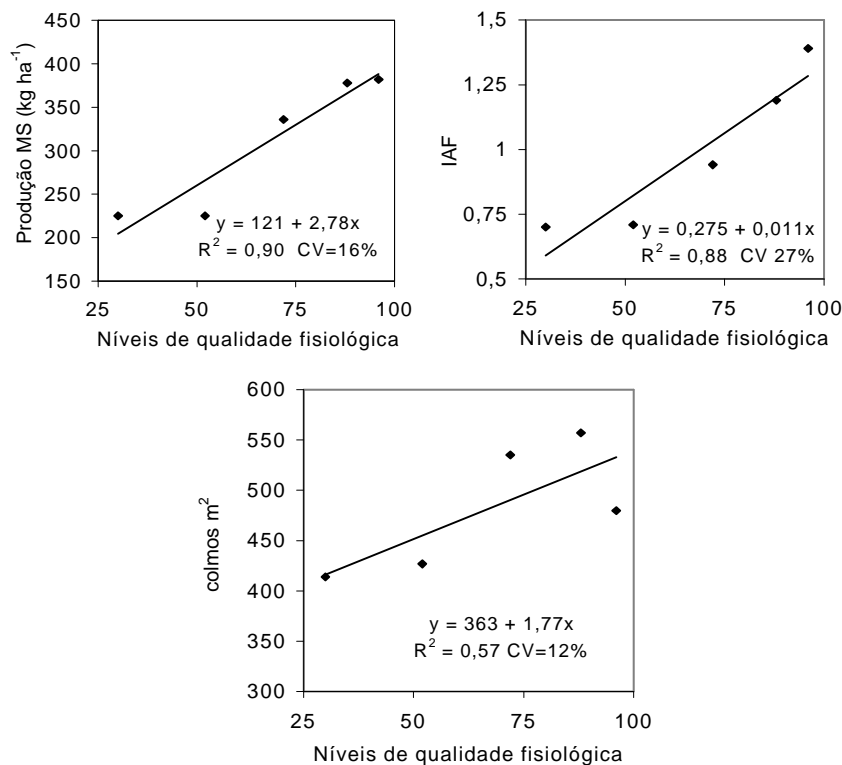 Produção MS (kg ha-1)
450
400
350
300
250
200
150
y = 121 + 2,78x
R2 = 0,90 CV=16%
25 50 75 100
Níveis de qualidade fisiológica
IAF
1,5
1,25
1
0,75
0,5
y = 0,275 + 0,011x
R2 = 0,88 CV 27%
25 50 75 100
Níveis de qualidade fisiológica
colmos m2
600
550
500
450
400
350
300
y = 363 + 1,77x
R2 = 0,57 CV=12%
25 50 75 100
Níveis de qualidade fisiológica